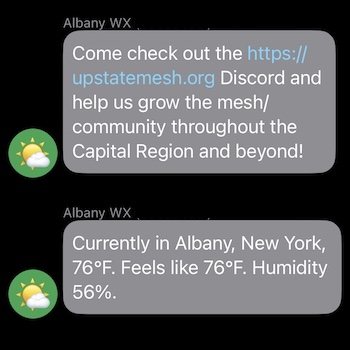 Albany WX
Come check out the https://
upstatemesh.org Discord and
help us grow the mesh/
community throughout the
Capital Region and beyond!
Albany WX
Currently in Albany, New York,
76°F. Feels like 76°F. Humidity
56%.